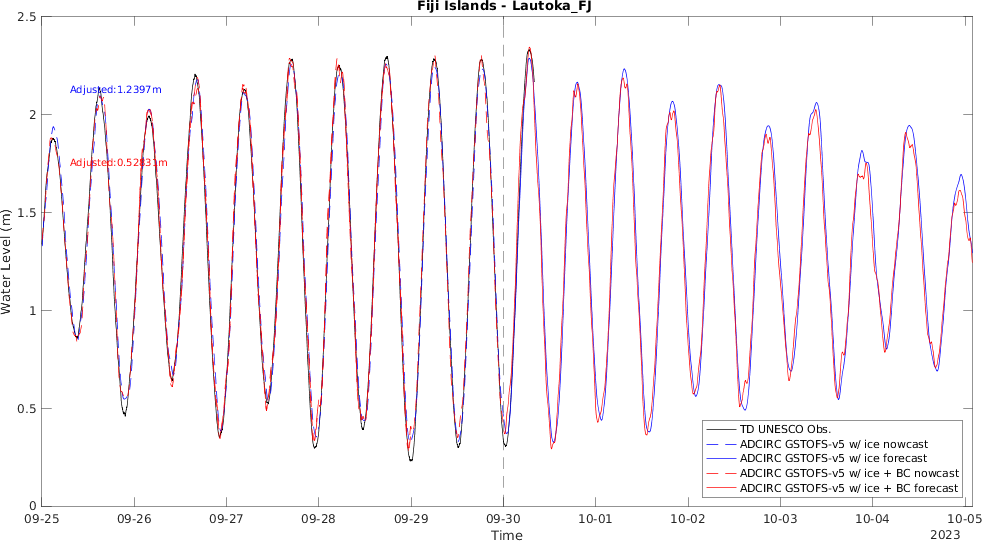 Fiji Islands - Lautoka_FJ
2.5
2
1.5
1
0.5
0
Water Level (m)
Adjusted:1.2397m
Adjusted:0.52831m
TD UNESCO Obs.
ADCIRC GSTOFS-v5 w/ ice nowcast
ADCIRC GSTOFS-v5 w/ ice forecast
ADCIRC GSTOFS-v5 w/ ice + BC nowcast
ADCIRC GSTOFS-v5 w/ ice + BC forecast
09-25 09-26 09-27 09-28 09-29 09-30 10-01 10-02 10-03 10-04 10-05
Time
2023